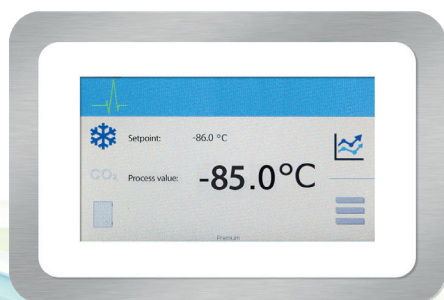 Setpoint: -86.0 °C
CO₂
Process value: -85.0°C
Premium